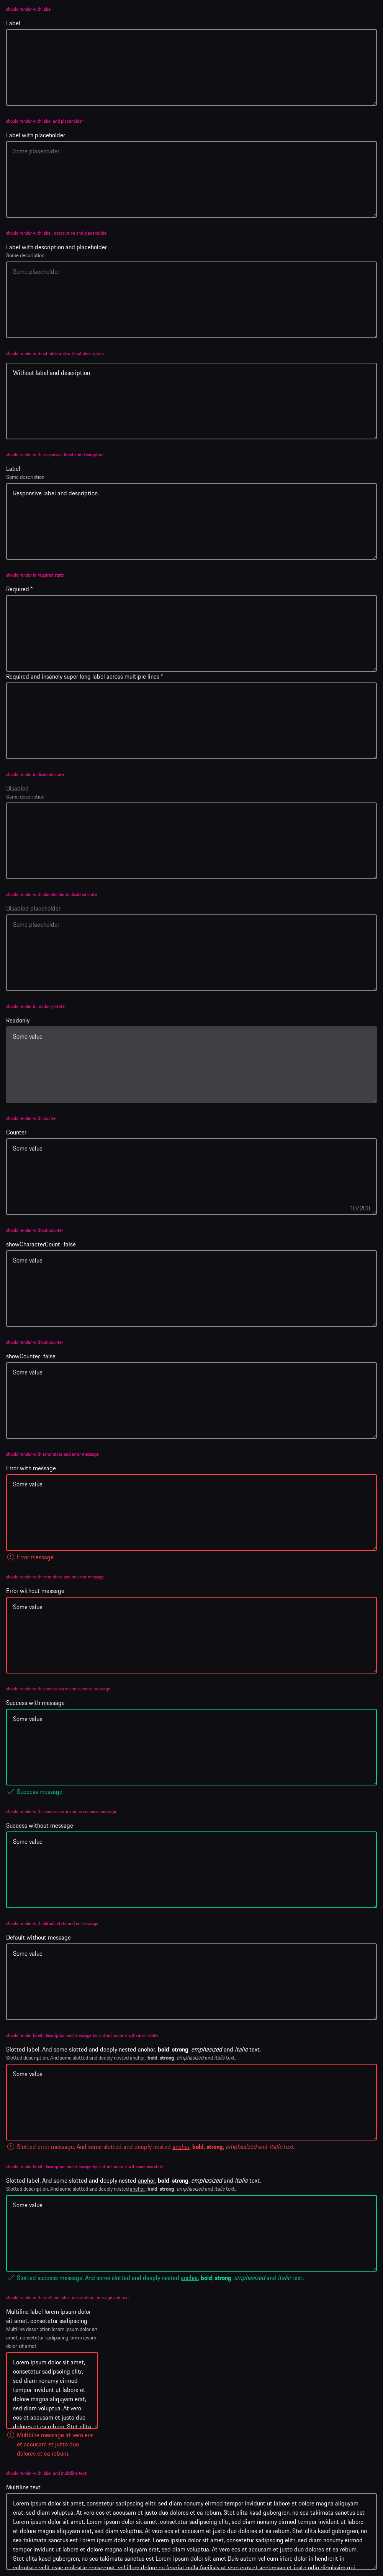 should render with label
Label
should render with label and placeholder
Label with placeholder
Some placeholder
should render with label, description and placeholder
Label with description and placeholder
Some description
Some placeholder
should render without label and without description
Without label and description
should render with responsive label and description
Label
Some description
Responsive label and description
should render in required state
Required *
Required and insanely super long label across multiple lines *
should render in disabled state
Disabled
Some description
should render with placeholder in disabled state
Disabled placeholder
Some placeholder
should render in readonly state
Readonly
Some value
should render with counter
Counter
Some value
10/200
should render without counter
showCharacterCount=false
Some value
should render without counter
showCounter=false
Some value
should render with error state and error message
Error with message
Some value
Error message
should render with error state and no error message
Error without message
Some value
should render with success state and success message
Success with message
Some value
Success message
should render with success state and no success message
Success without message
Some value
should render with default state and no message
Default without message
Some value
should render label, description and message by slotted content with error state
Slotted label. And some slotted and deeply nested anchor, bold, strong, emphasized and italic text.
Slotted description. And some slotted and deeply nested anchor, bold, strong, emphasized and italic text.
Some value
Slotted error message. And some slotted and deeply nested anchor, bold, strong, emphasized and italic text.
should render label, description and message by slotted content with success state
Slotted label. And some slotted and deeply nested anchor, bold, strong, emphasized and italic text.
Slotted description. And some slotted and deeply nested anchor, bold, strong, emphasized and italic text.
Some value
Slotted success message. And some slotted and deeply nested anchor, bold, strong, emphasized and italic text.
should render with multiline label, description, message and text
Multiline label lorem ipsum dolor
sit amet, consetetur sadipscing
Multiline description lorem ipsum dolor sit
amet, consetetur sadipscing lorem ipsum
dolor sit amet
Lorem ipsum dolor sit amet,
consetetur sadipscing elitr,
sed diam nonumy eirmod
tempor invidunt ut labore et
dolore magna aliquyam erat,
sed diam voluptua. At vero
eos et accusam et justo duo
dolores et ea rebum. Stet clita
Multiline message at vero eos
et accusam et justo duo
dolores et ea rebum.
should render with label and multiline text
Multiline text
Lorem ipsum dolor sit amet, consetetur sadipscing elitr, sed diam nonumy eirmod tempor invidunt ut labore et dolore magna aliquyam
erat, sed diam voluptua. At vero eos et accusam et justo duo dolores et ea rebum. Stet clita kasd gubergren, no sea takimata sanctus est
Lorem ipsum dolor sit amet. Lorem ipsum dolor sit amet, consetetur sadipscing elitr, sed diam nonumy eirmod tempor invidunt ut labore et
dolore magna aliquyam erat, sed diam voluptua. At vero eos et accusam et justo duo dolores et ea rebum. Stet clita kasd gubergren, no
sea takimata sanctus est Lorem ipsum dolor sit amet. Lorem ipsum dolor sit amet, consetetur sadipscing elitr, sed diam nonumy eirmod
tempor invidunt ut labore et dolore magna aliquyam erat, sed diam voluptua. At vero eos et accusam et justo duo dolores et ea rebum.
Stet clita kasd gubergren, no sea takimata sanctus est Lorem ipsum dolor sit amet.Duis autem vel eum iriure dolor in hendrerit in
vulputate velit esse molestie consequat, vel illum dolore eu feugiat nulla facilisis at vero eros et accumsan et iusto odio dignissim qui